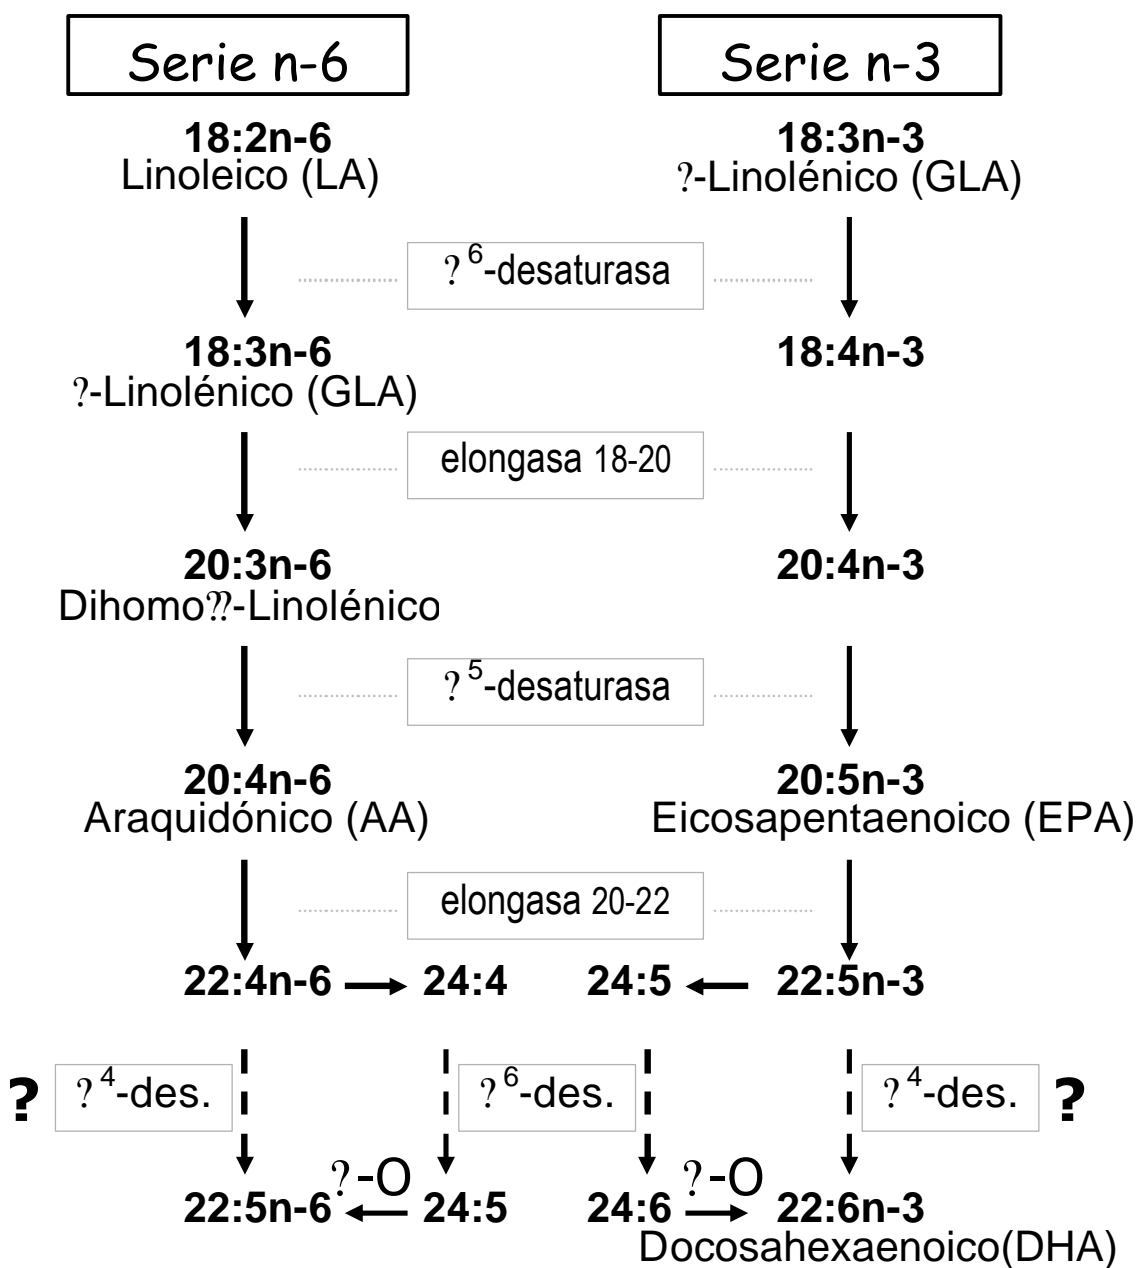 Serie n-6
Serie n-3
18:2n-6
Linoleico (LA)
18:3n-3
?-Linolénico (GLA)
?6-desaturasa
18:3n-6
?-Linolénico (GLA)
18:4n-3
elongasa 18-20
20:3n-6
Dihomo??-Linolénico
20:4n-3
?5-desaturasa
20:4n-6
Araquidónico (AA)
20:5n-3
Eicosapentaenoico (EPA)
elongasa 20-22
22:4n-6
24:4
24:5
22:5n-3
?
?4-des.
?6-des.
?4-des.
?
?-O
?-O
22:5n-6
24:5
24:6
22:6n-3
Docosahexaenoico(DHA)